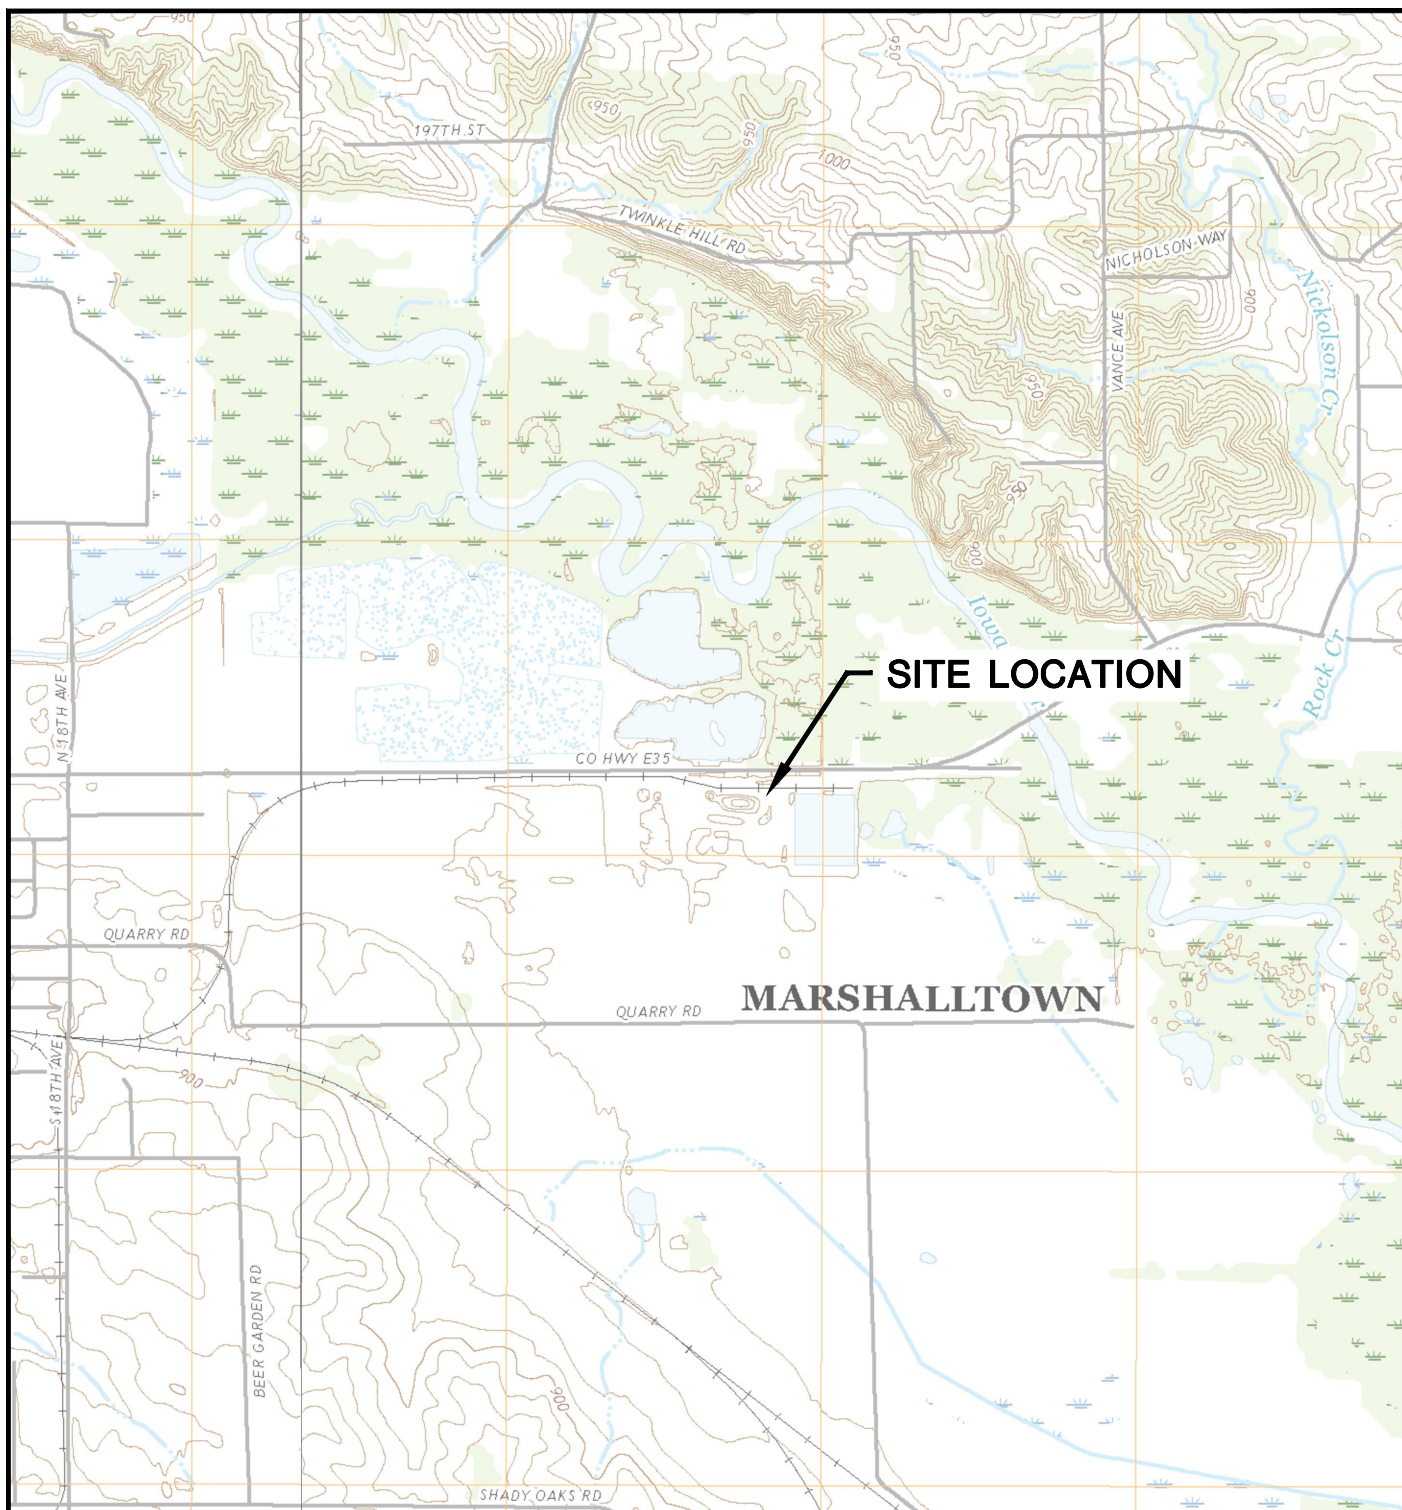 950
950
197TH ST
950
950
1000
TWINKLE HILL RD
NICHOLSON WAY
Nickolson Cr
900
VANCE AVE
950
950
900
Iowa
Rock Cr
SITE LOCATION
N 18TH AVE
CO HWY E35
QUARRY RD
MARSHALLTOWN
QUARRY RD
S 18TH AVE
900
BEER GARDEN RD
900
SHADY OAKS RD